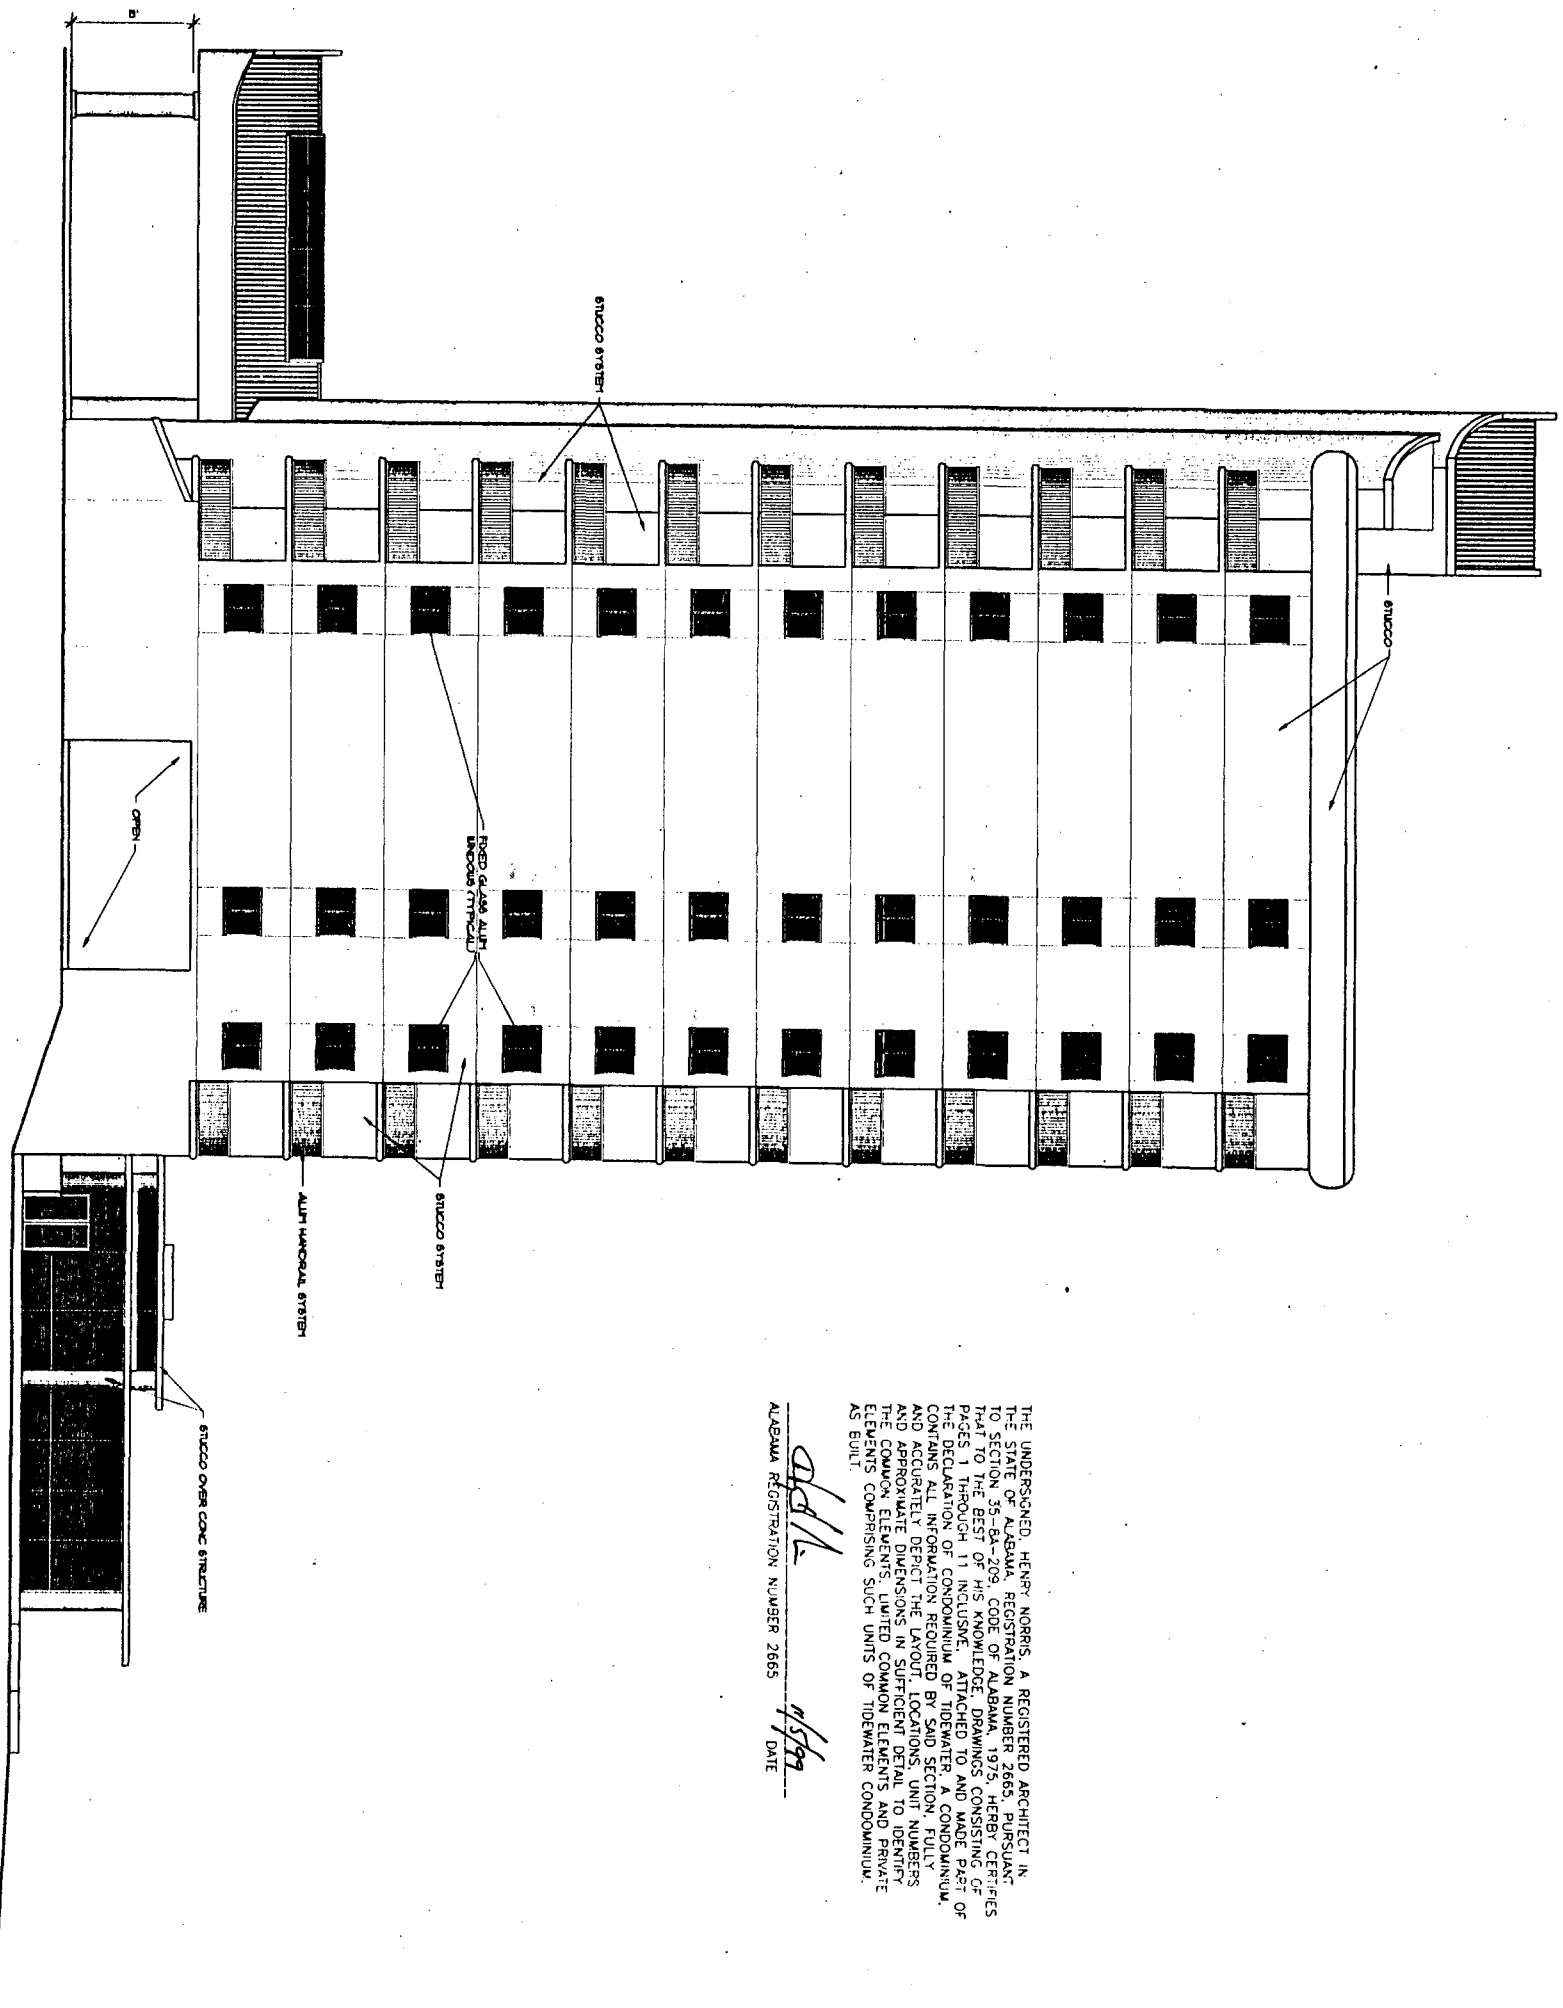 STUCCO SYSTEM
STUCCO
OPEN
FIXED GLASS ALUM
WINDOWS (TYPICAL)
STUCCO SYSTEM
ALUM HANDRAIL SYSTEM
STUCCO OVER CONC STRUCTURE
THE UNDERSIGNED, HENRY NORRIS, A REGISTERED ARCHITECT IN
THE STATE OF ALABAMA, REGISTRATION NUMBER 2665, PURSUANT
TO SECTION 35-8A-209, CODE OF ALABAMA, 1975, HERBY CERTIFIES
THAT TO THE BEST OF HIS KNOWLEDGE, DRAWINGS CONSISTING OF
PAGES 1 THROUGH 11 INCLUSIVE, ATTACHED TO AND MADE PART OF
THE DECLARATION OF CONDOMINIUM OF TIDEWATER, A CONDOMINIUM,
CONTAINS ALL INFORMATION REQUIRED BY SAID SECTION, FULLY
AND ACCURATELY DEPICT THE LAYOUT, LOCATIONS, UNIT NUMBERS
AND APPROXIMATE DIMENSIONS IN SUFFICIENT DETAIL TO IDENTIFY
THE COMMON ELEMENTS, LIMITED COMMON ELEMENTS AND PRIVATE
ELEMENTS COMPRISING SUCH UNITS OF TIDEWATER CONDOMINIUM,
AS BUILT.
11/5/99
ALABAMA REGISTRATION NUMBER 2665 DATE